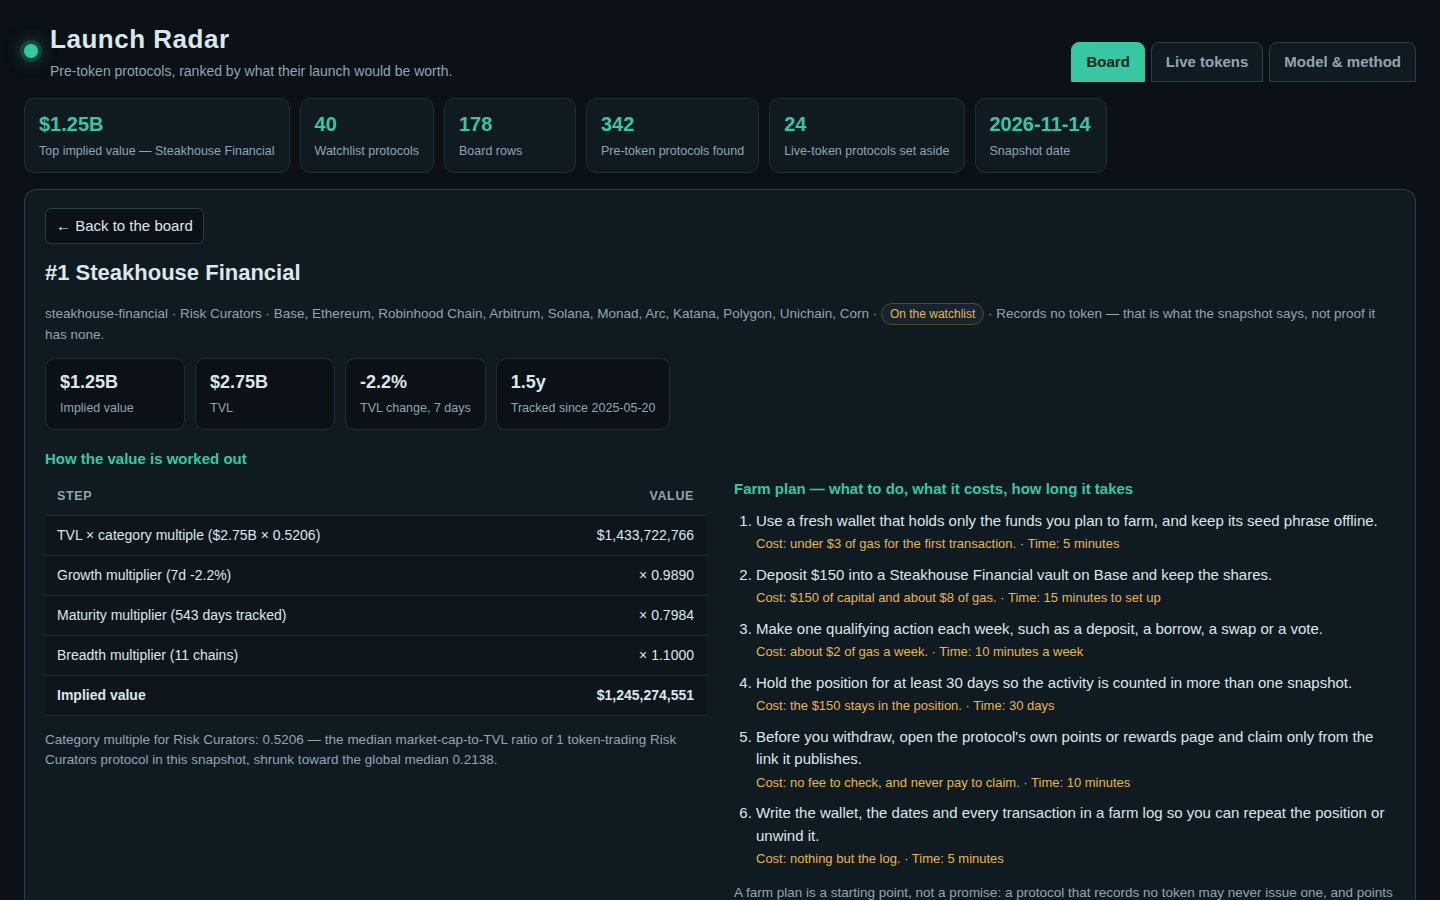 Launch Radar
Pre-token protocols, ranked by what their launch would be worth.
Board
Live tokens
Model & method
$1.25B
Top implied value — Steakhouse Financial
40
Watchlist protocols
178
Board rows
342
Pre-token protocols found
24
Live-token protocols set aside
2026-11-14
Snapshot date
← Back to the board
#1 Steakhouse Financial
steakhouse-financial · Risk Curators · Base, Ethereum, Robinhood Chain, Arbitrum, Solana, Monad, Arc, Katana, Polygon, Unichain, Corn · On the watchlist · Records no token — that is what the snapshot says, not proof it
has none.
$1.25B
Implied value
$2.75B
TVL
-2.2%
TVL change, 7 days
1.5y
Tracked since 2025-05-20
How the value is worked out
STEP VALUE
TVL × category multiple ($2.75B × 0.5206) $1,433,722,766
Growth multiplier (7d -2.2%) × 0.9890
Maturity multiplier (543 days tracked) × 0.7984
Breadth multiplier (11 chains) × 1.1000
Implied value $1,245,274,551
Category multiple for Risk Curators: 0.5206 — the median market-cap-to-TVL ratio of 1 token-trading Risk
Curators protocol in this snapshot, shrunk toward the global median 0.2138.
Farm plan — what to do, what it costs, how long it takes
1. Use a fresh wallet that holds only the funds you plan to farm, and keep its seed phrase offline.
Cost: under $3 of gas for the first transaction. · Time: 5 minutes
2. Deposit $150 into a Steakhouse Financial vault on Base and keep the shares.
Cost: $150 of capital and about $8 of gas. · Time: 15 minutes to set up
3. Make one qualifying action each week, such as a deposit, a borrow, a swap or a vote.
Cost: about $2 of gas a week. · Time: 10 minutes a week
4. Hold the position for at least 30 days so the activity is counted in more than one snapshot.
Cost: the $150 stays in the position. · Time: 30 days
5. Before you withdraw, open the protocol's own points or rewards page and claim only from the
link it publishes.
Cost: no fee to check, and never pay to claim. · Time: 10 minutes
6. Write the wallet, the dates and every transaction in a farm log so you can repeat the position or
unwind it.
Cost: nothing but the log. · Time: 5 minutes
A farm plan is a starting point, not a promise: a protocol that records no token may never issue one, and points